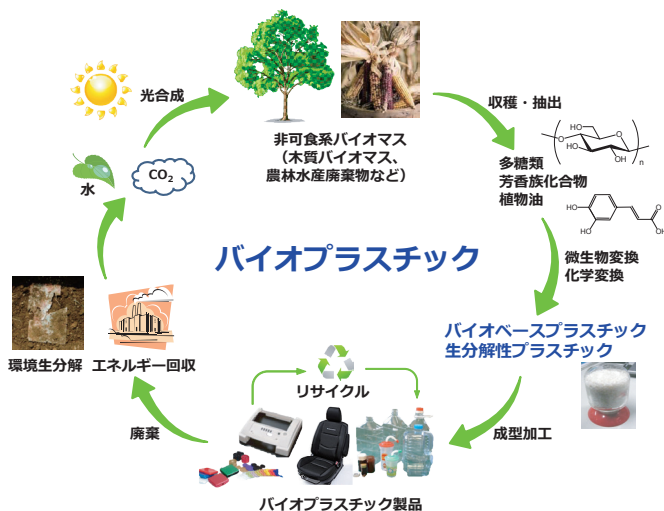 光合成
非可食系バイオマス
（木質バイオマス、
農林水産廃棄物など）
収穫・抽出
HO
O
HO
OH
O
n
多糖類
芳香族化合物
植物油
HO
HO
O
OH
微生物変換
化学変換
バイオベースプラスチック
生分解性プラスチック
成型加工
リサイクル
バイオプラスチック製品
廃棄
環境生分解
エネルギー回収
水
CO2
バイオプラスチック